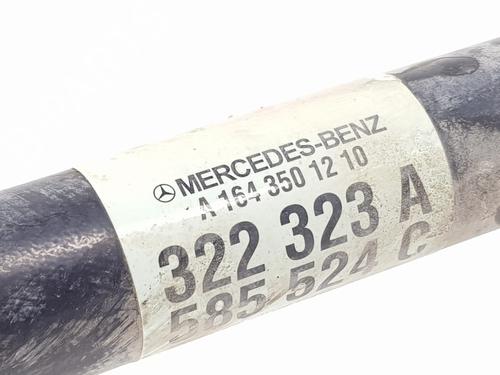 MERCEDES-BENZ
A 164 350 12 10
322 323 A
585 524 C